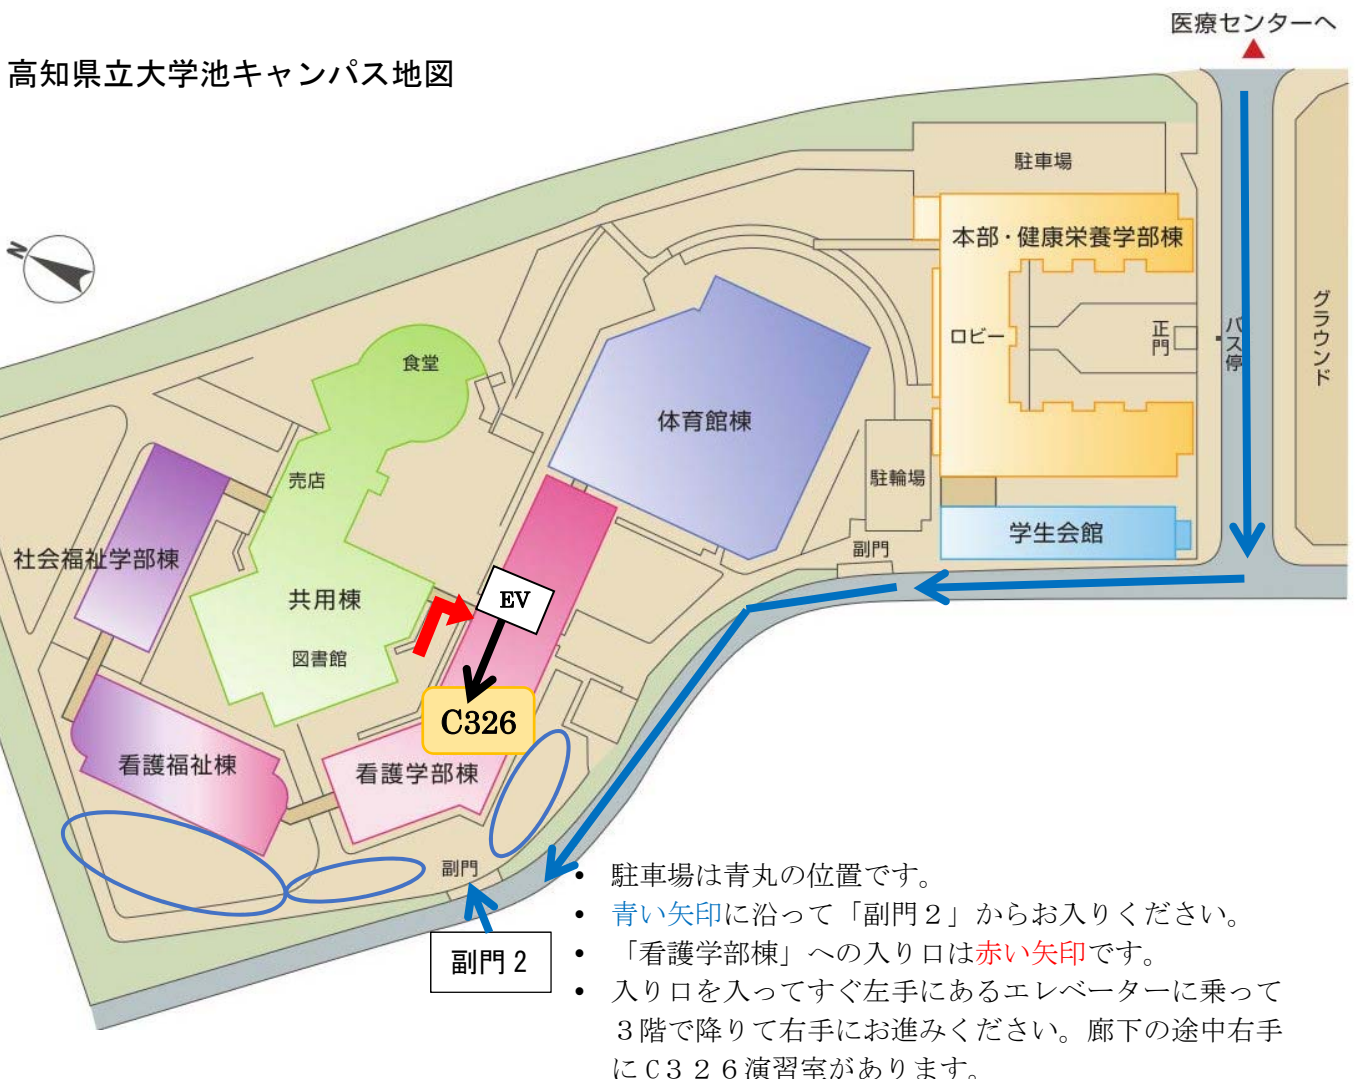 医療センターへ
高知県立大学池キャンパス地図
駐車場
本部・健康栄養学部棟
N
グラウンド
正門
バス停
ロビー
食堂
体育館棟
売店
駐輪場
学生会館
副門
社会福祉学部棟
共用棟
EV
図書館
C326
看護福祉棟
看護学部棟
副門
副門２
• 駐車場は青丸の位置です。
• 青い矢印に沿って「副門２」からお入りください。
• 「看護学部棟」への入り口は赤い矢印です。
• 入り口を入ってすぐ左手にあるエレベーターに乗って
３階で降りて右手にお進みください。廊下の途中右手
にＣ３２６演習室があります。